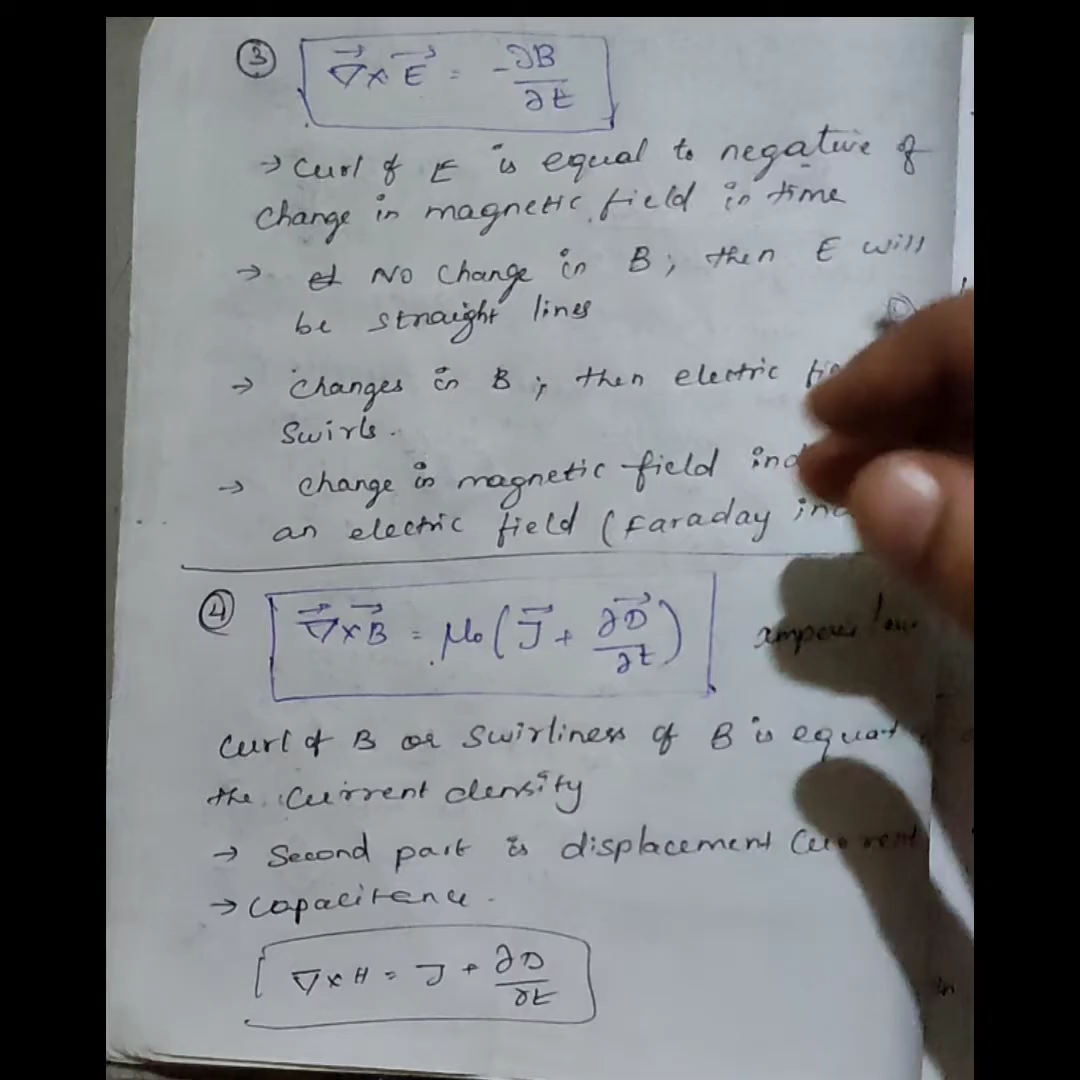 ③ ∇⃗ × E⃗ = -∂B/∂t
→ Curl of E is equal to negative of
change in magnetic field in time
→ No change in B; then E will
be straight lines
→ changes in B; then electric
swirls.
→ change in magnetic field
an electric field (Faraday
④ ∇⃗ × B⃗ = μ₀(J⃗ + ∂D⃗/∂t)
Curl of B or swirliness of B is
the current density
→ Second part is displacement current
→ capacitance.
∇ × H = J + ∂D/∂t